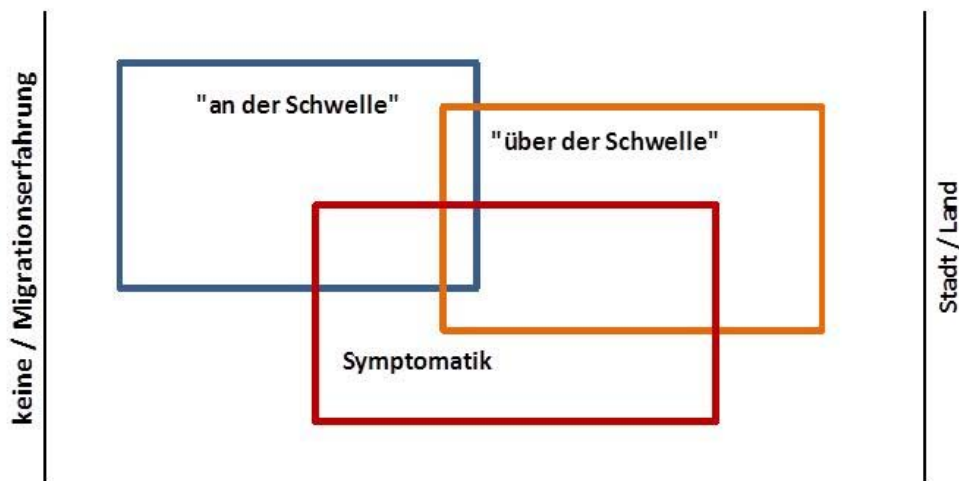 keine / Migrationserfahrung
"an der Schwelle"
"über der Schwelle"
Symptomatik
Stadt / Land